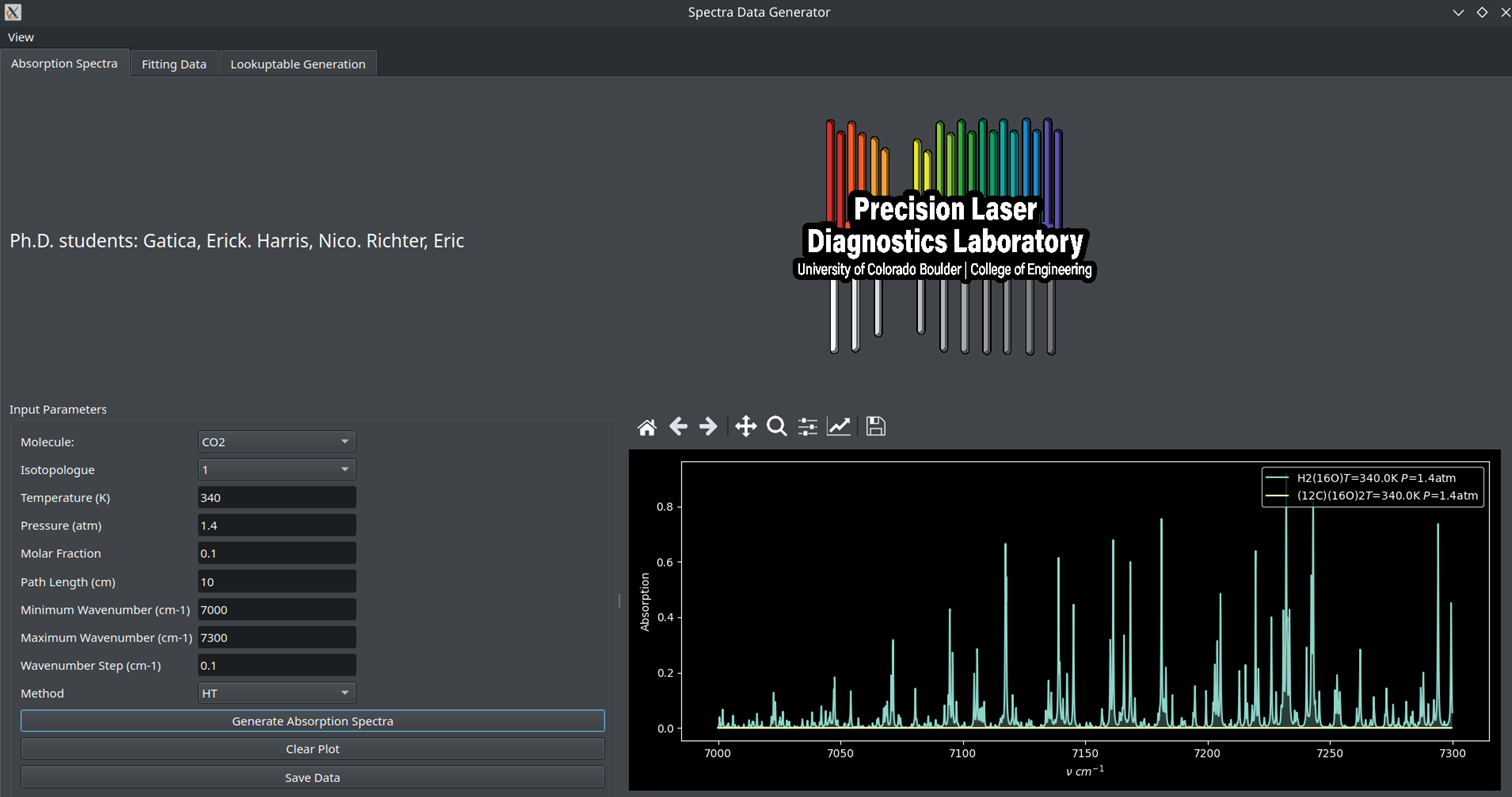 Spectra Data Generator
View
Absorption Spectra Fitting Data Lookuptable Generation
Precision Laser
Diagnostics Laboratory
University of Colorado Boulder | College of Engineering
Ph.D. students: Gatica, Erick. Harris, Nico. Richter, Eric
Input Parameters
Molecule: CO2
Isotopologue 1
Temperature (K) 340
Pressure (atm) 1.4
Molar Fraction 0.1
Path Length (cm) 10
Minimum Wavenumber (cm-1) 7000
Maximum Wavenumber (cm-1) 7300
Wavenumber Step (cm-1) 0.1
Method HT
Generate Absorption Spectra
Clear Plot
Save Data
H2(16O)T=340.0K P=1.4atm
(12C)(16O)2T=340.0K P=1.4atm
Absorption
0.8
0.6
0.4
0.2
0.0
7000 7050 7100 7150 7200 7250 7300
ν cm⁻¹